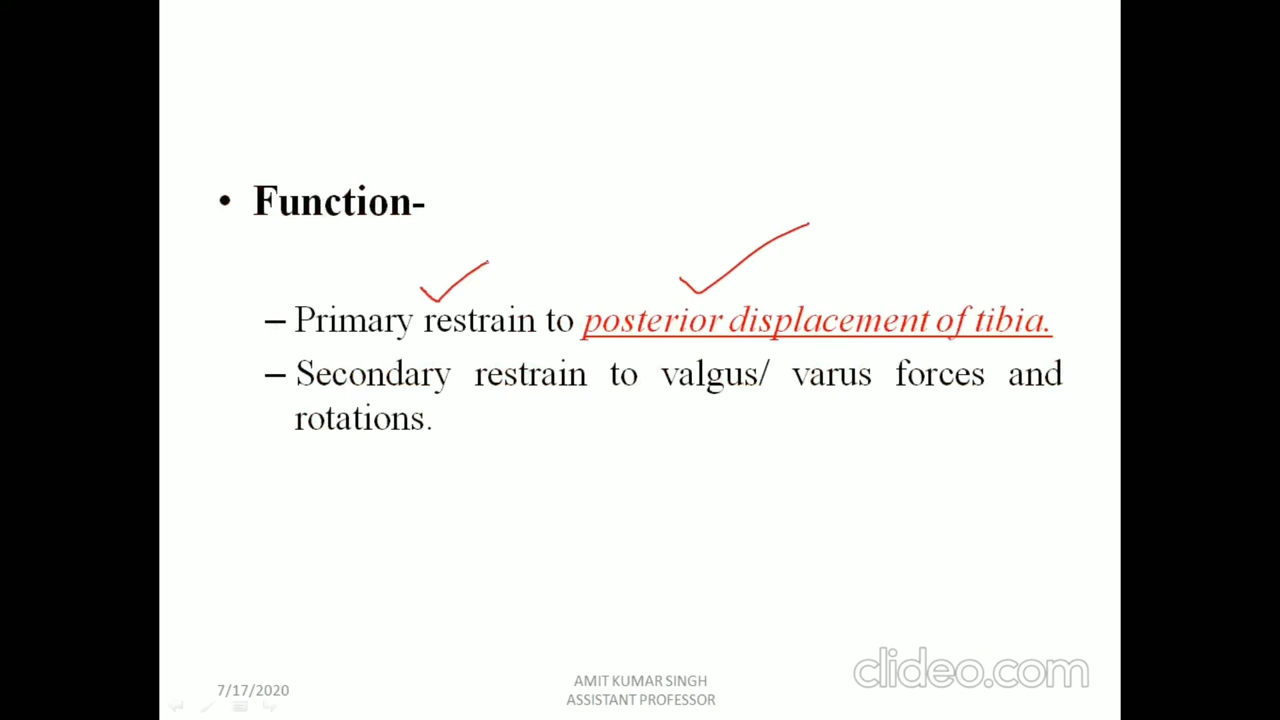 • Function-
– Primary restrain to posterior displacement of tibia.
– Secondary restrain to valgus/ varus forces and
rotations.
7/17/2020
AMIT KUMAR SINGH
ASSISTANT PROFESSOR
clideo.com